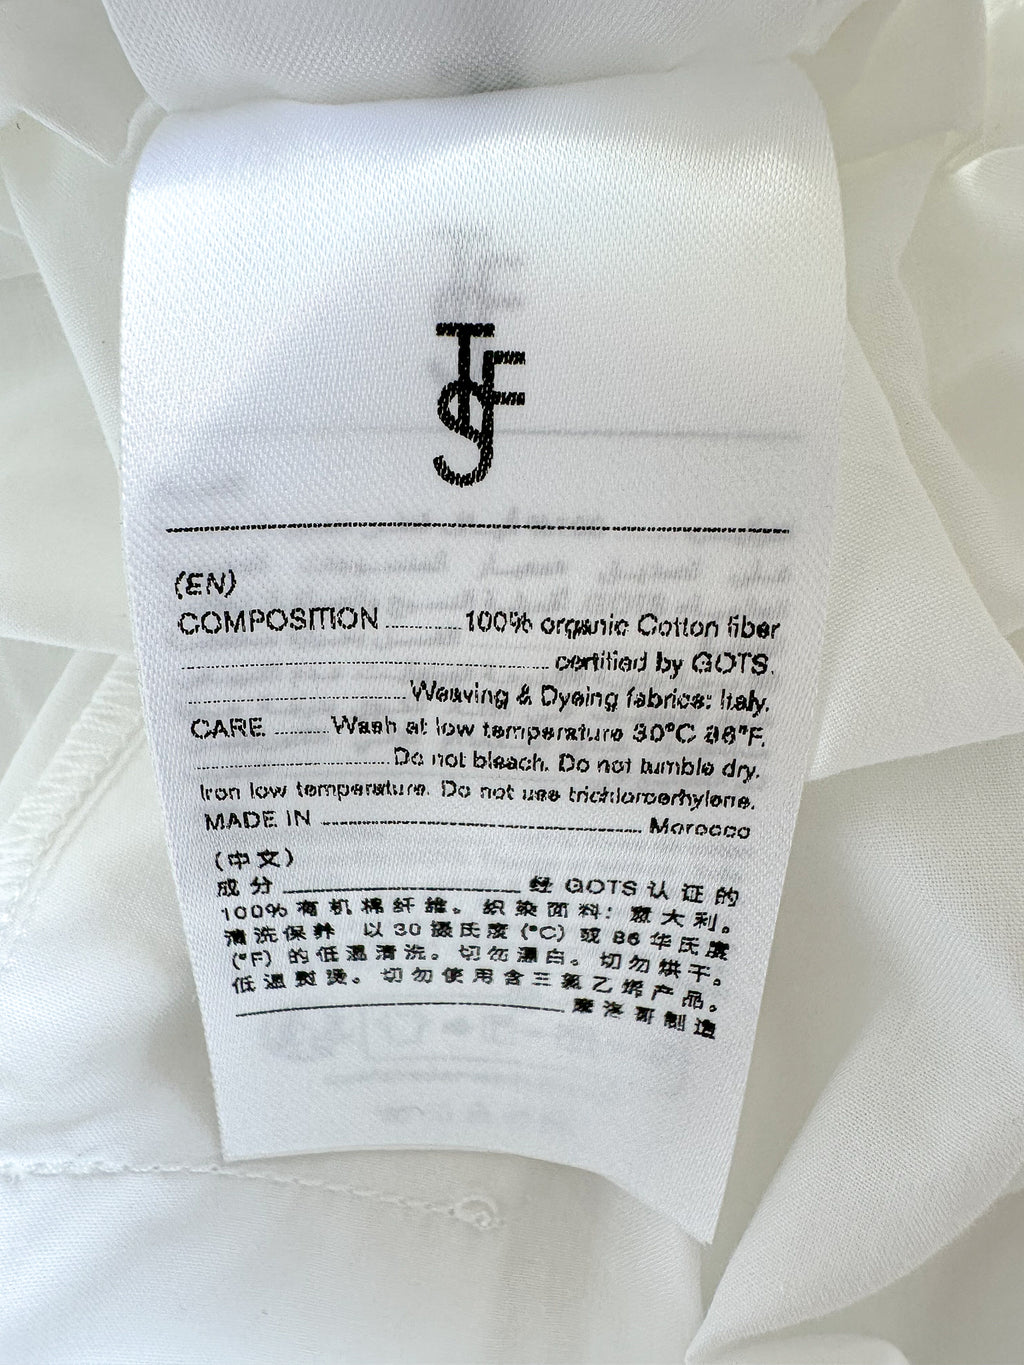 (EN)
COMPOSITION ........... 100% organic Cotton fiber
certified by GOTS.
Weaving & Dyeing fabrics: Italy.
CARE ......... Wash at low temperature 30°C 86°F.
Do not bleach. Do not tumble dry.
Iron low temperature. Do not use trichloroerhylene.
MADE IN ........... Morocco
(中文)
成分 经 GOTS 认证的
100% 有机棉纤维。织染面料：意大利。
清洗保养 以 30 摄氏度 (°C) 或 86 华氏度
(°F) 的低温清洗。切勿漂白。切勿烘干。
低温熨烫。切勿使用含三氯乙烯产品。
摩洛哥制造